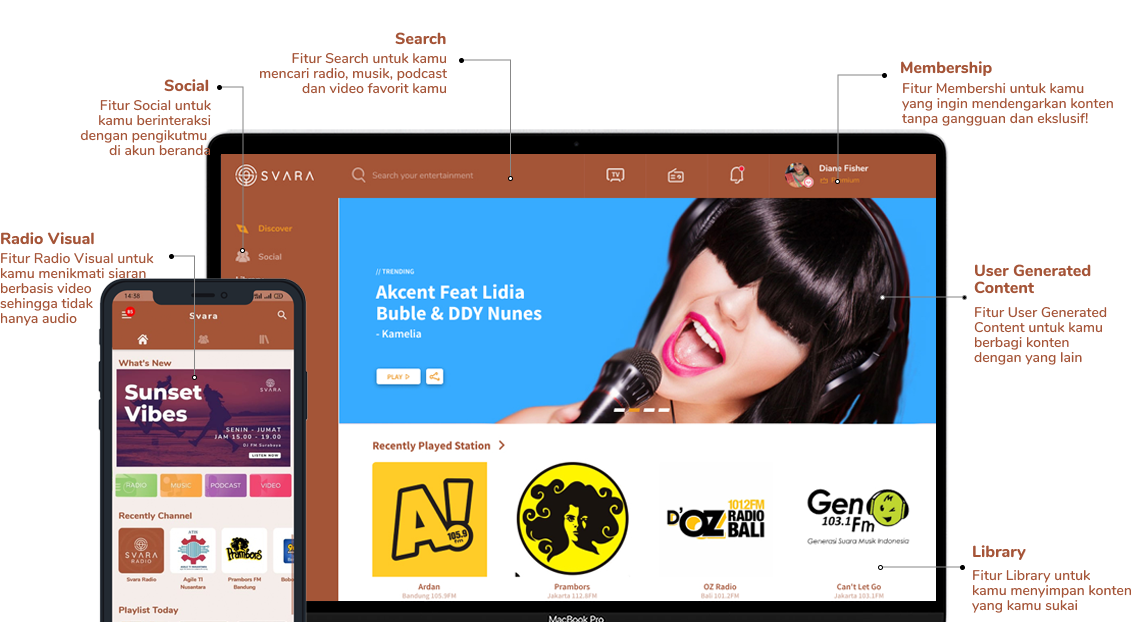 Search
Fitur Search untuk kamu
mencari radio, musik, podcast
dan video favorit kamu
Social
Fitur Social untuk
kamu berinteraksi
dengan pengikutmu
di akun beranda
Membership
Fitur Membershi untuk kamu
yang ingin mendengarkan konten
tanpa gangguan dan ekslusif!
Radio Visual
Fitur Radio Visual untuk
kamu menikmati siaran
berbasis video
sehingga tidak
hanya audio
User Generated
Content
Fitur User Generated
Content untuk kamu
berbagi konten
dengan yang lain
Library
Fitur Library untuk
kamu menyimpan konten
yang kamu sukai
SVARA
Search your entertainment
TV
Diane Fisher
Premium
Discover
Social
// TRENDING
Akcent Feat Lidia
Buble & DDY Nunes
- Kamelia
PLAY
Recently Played Station
A!
105.9
fm
D'OZ
101.2FM
RADIO
BALI
Gen
103.1 Fm
Generasi Suara Musik Indonesia
Ardan
Bandung 105.9FM
Prambors
Jakarta 112.8FM
OZ Radio
Bali 101.2FM
Can't Let Go
Jakarta 103.1FM
MacBook Pro
14:58
Svara
What's New
Sunset
Vibes
SVARA
SENIN - JUMAT
JAM 15.00 - 19.00
DJ FM Surabaya
LISTEN NOW
RADIO
MUSIC
PODCAST
VIDEO
Recently Channel
SVARA
RADIO
Prambors
Svara Radio
Agile TI
Nusantara
Prambors FM
Bandung
Playlist Today